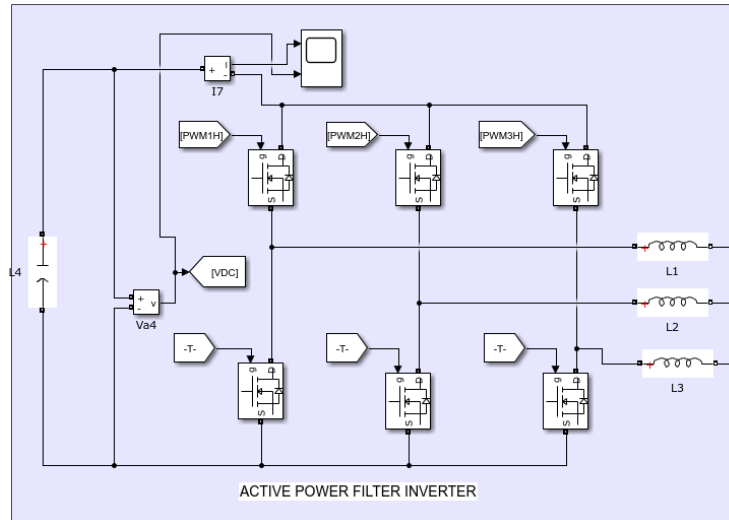 I
+
-
I7
[PWM1H]
[PWM2H]
[PWM3H]
g D
g D
g D
S
S
S
+
L4
[VDC]
+
-
v
Va4
+
L1
+
L2
+
L3
-T-
-T-
-T-
g D
g D
g D
S
S
S
ACTIVE POWER FILTER INVERTER